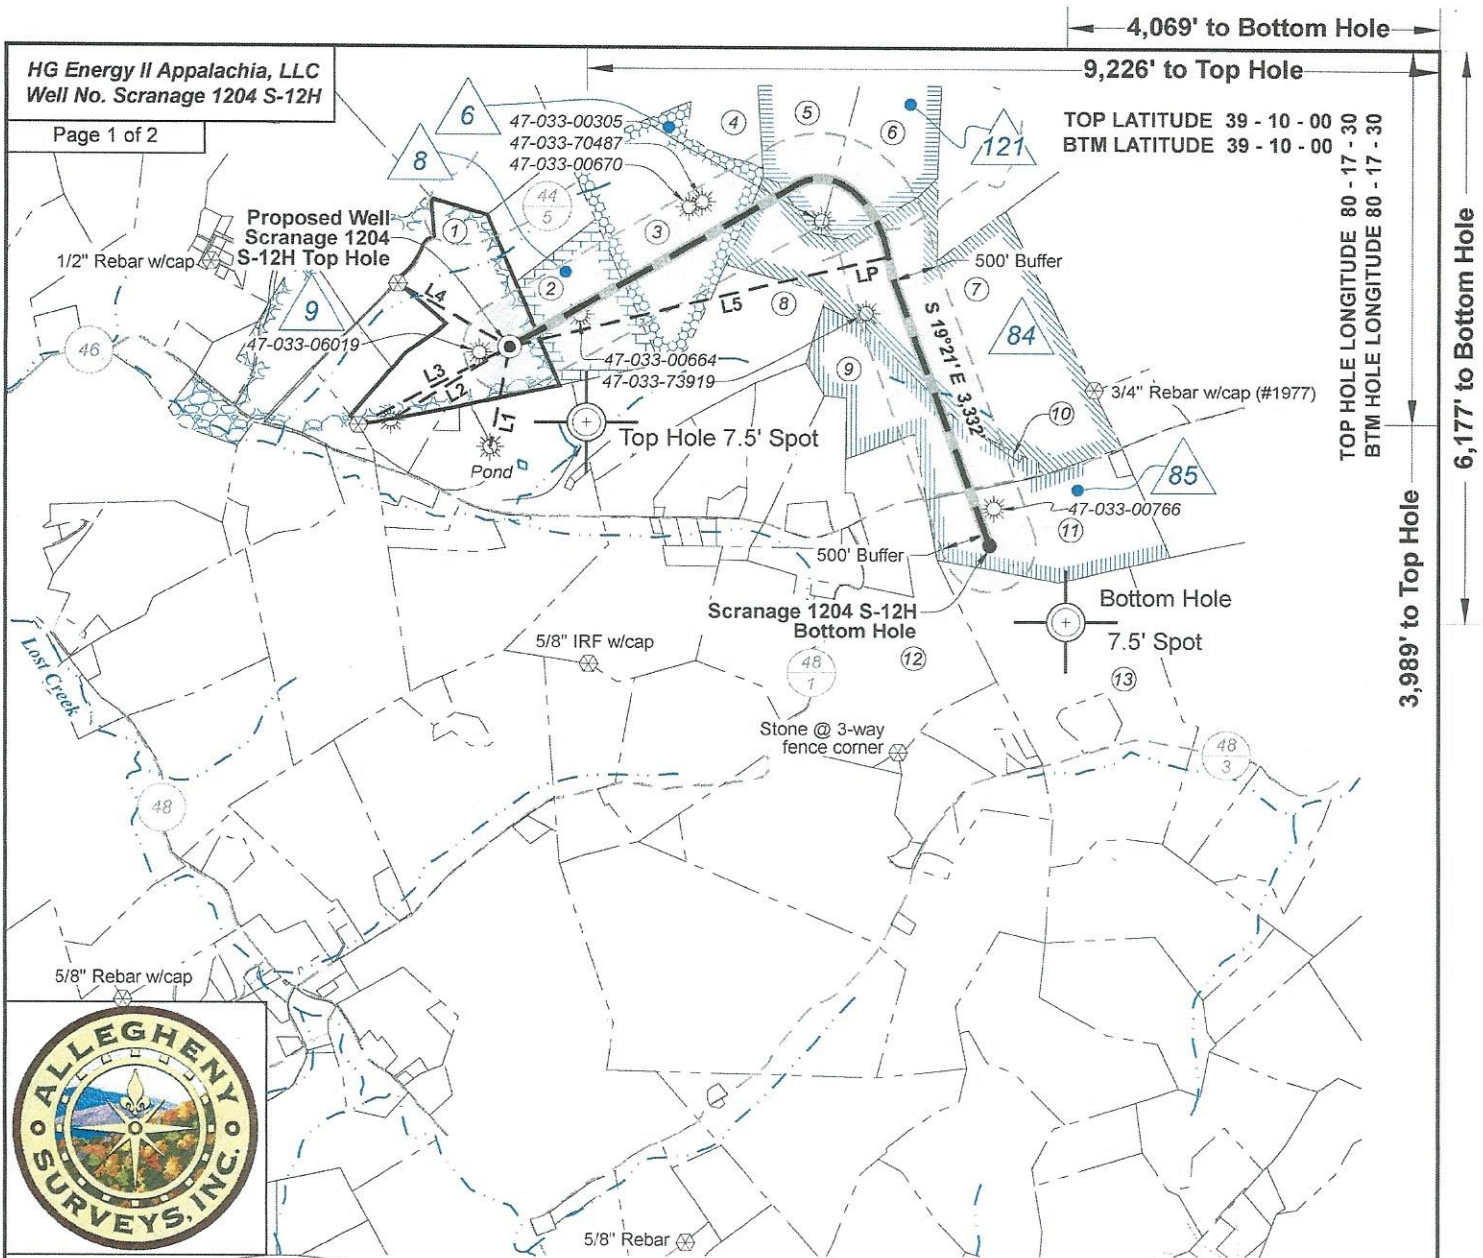 4,069' to Bottom Hole
9,226' to Top Hole
HG Energy II Appalachia, LLC
Well No. Scranage 1204 S-12H
Page 1 of 2
TOP LATITUDE 39 - 10 - 00
BTM LATITUDE 39 - 10 - 00
TOP HOLE LONGITUDE 80 - 17 - 30
BTM HOLE LONGITUDE 80 - 17 - 30
6,177' to Bottom Hole
3,989' to Top Hole
6
8
9
121
84
85
47-033-00305
47-033-70487
47-033-00670
44
5
4
5
6
1
3
2
Proposed Well
Scranage 1204
S-12H Top Hole
1/2" Rebar w/cap
46
47-033-06019
L4
L3
L2
L1
L5
LP
8
7
9
10
11
500' Buffer
S 19°21' E 3,332'
47-033-00664
47-033-73919
3/4" Rebar w/cap (#1977)
Top Hole 7.5' Spot
Pond
47-033-00766
500' Buffer
Scranage 1204 S-12H
Bottom Hole
Bottom Hole
7.5' Spot
5/8" IRF w/cap
48
1
12
13
Lost Creek
Stone @ 3-way
fence corner
48
3
48
5/8" Rebar w/cap
ALLEGHENY
SURVEYS, INC.
5/8" Rebar